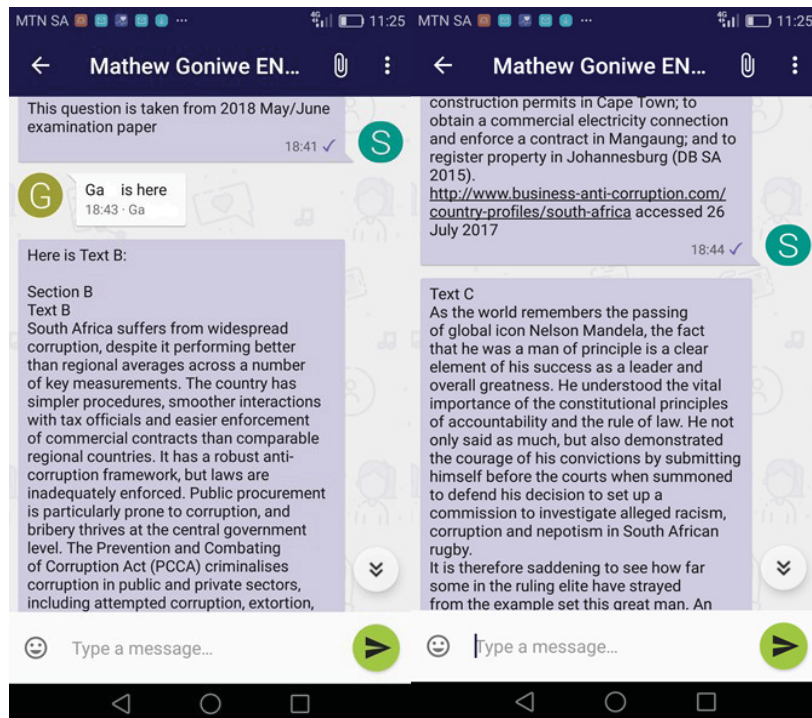 MTN SA ... 4G 11:25
Mathew Goniwe EN...
This question is taken from 2018 May/June
examination paper
18:41
S
G
Ga is here
18:43 · Ga
Here is Text B:
Section B
Text B
South Africa suffers from widespread
corruption, despite it performing better
than regional averages across a number
of key measurements. The country has
simpler procedures, smoother interactions
with tax officials and easier enforcement
of commercial contracts than comparable
regional countries. It has a robust anti-
corruption framework, but laws are
inadequately enforced. Public procurement
is particularly prone to corruption, and
bribery thrives at the central government
level. The Prevention and Combating
of Corruption Act (PCCA) criminalises
corruption in public and private sectors,
including attempted corruption, extortion,
Type a message...
MTN SA ... 4G 11:25
Mathew Goniwe EN...
construction permits in Cape Town; to
obtain a commercial electricity connection
and enforce a contract in Mangaung; and to
register property in Johannesburg (DB SA
2015).
http://www.business-anti-corruption.com/
country-profiles/south-africa accessed 26
July 2017
18:44
S
Text C
As the world remembers the passing
of global icon Nelson Mandela, the fact
that he was a man of principle is a clear
element of his success as a leader and
overall greatness. He understood the vital
importance of the constitutional principles
of accountability and the rule of law. He not
only said as much, but also demonstrated
the courage of his convictions by submitting
himself before the courts when summoned
to defend his decision to set up a
commission to investigate alleged racism,
corruption and nepotism in South African
rugby.
It is therefore saddening to see how far
some in the ruling elite have strayed
from the example set this great man. An
Type a message...